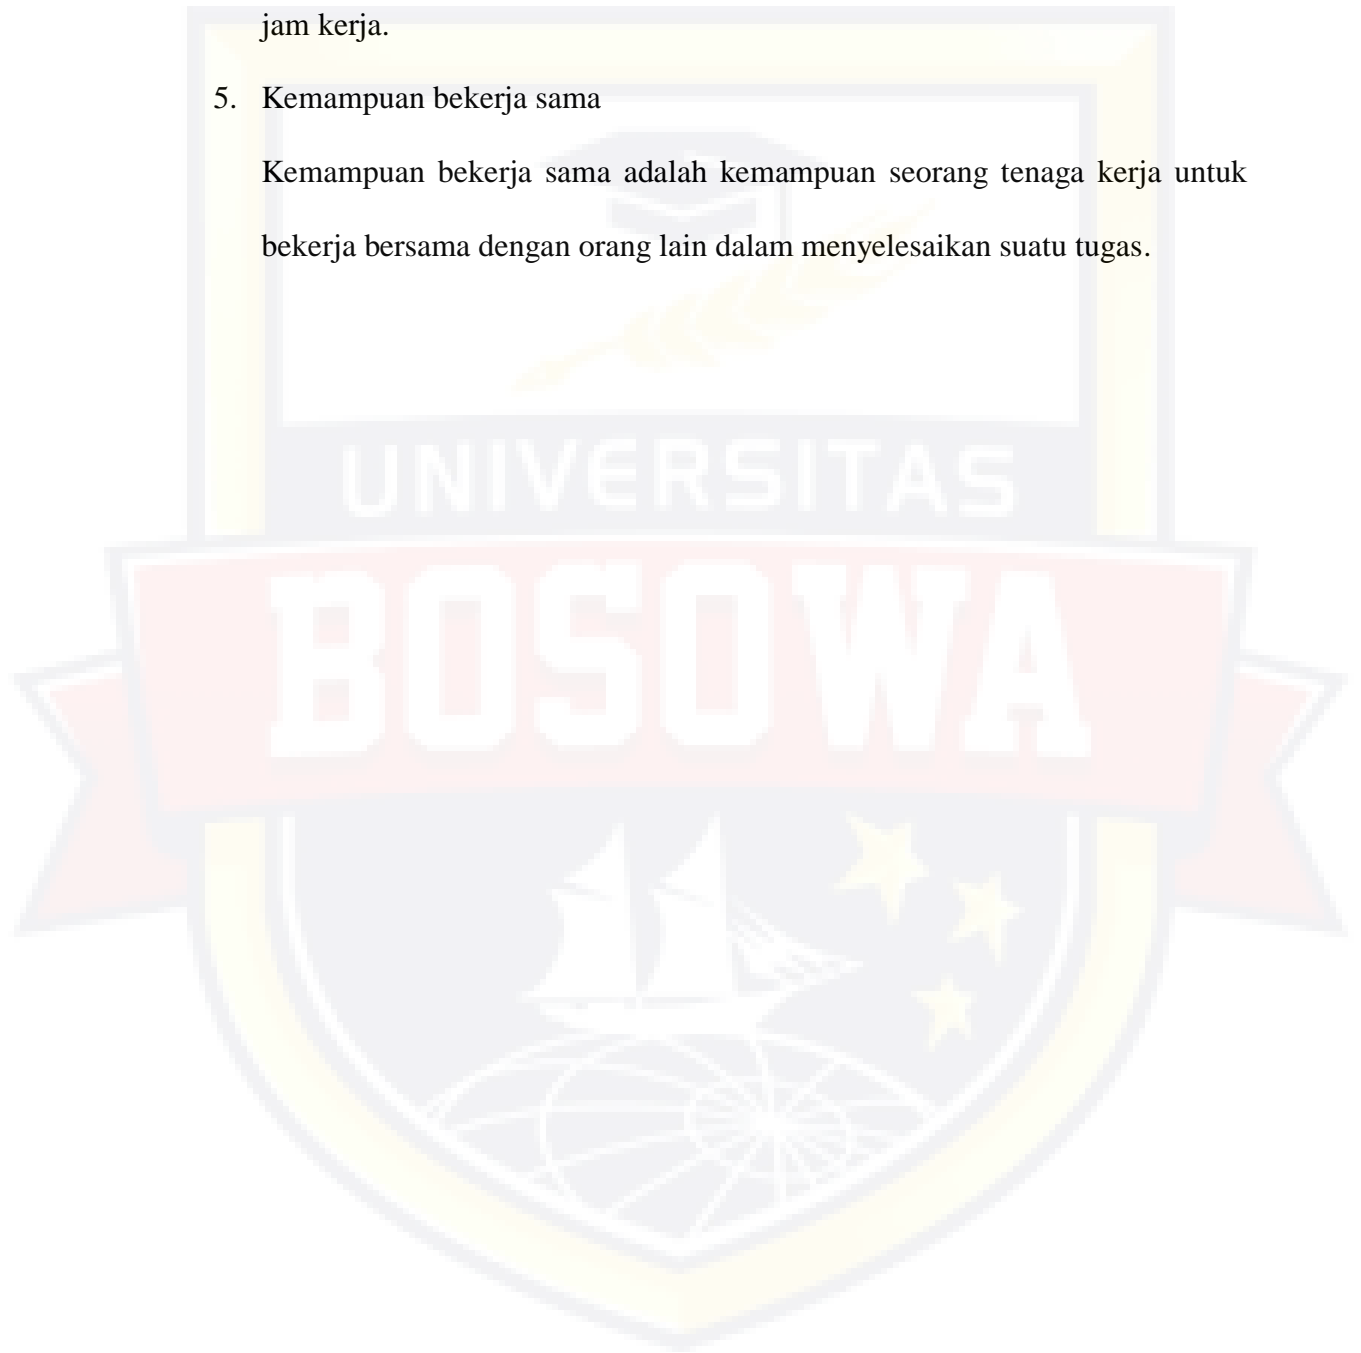 jam kerja.
5. Kemampuan bekerja sama
Kemampuan bekerja sama adalah kemampuan seorang tenaga kerja untuk
bekerja bersama dengan orang lain dalam menyelesaikan suatu tugas.
UNIVERSITAS
BOSOWA